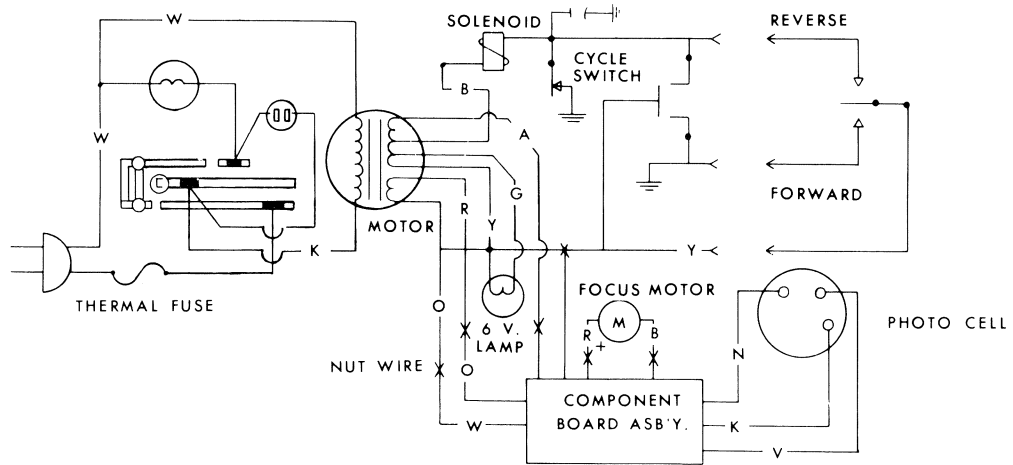 W
SOLENOID
REVERSE
CYCLE
SWITCH
B
W
A
G
R
Y
MOTOR
FORWARD
K
Y
THERMAL FUSE
O
6 V.
LAMP
FOCUS MOTOR
R
M
B
+
PHOTO CELL
NUT WIRE
O
N
COMPONENT
BOARD ASB'Y.
W
K
V